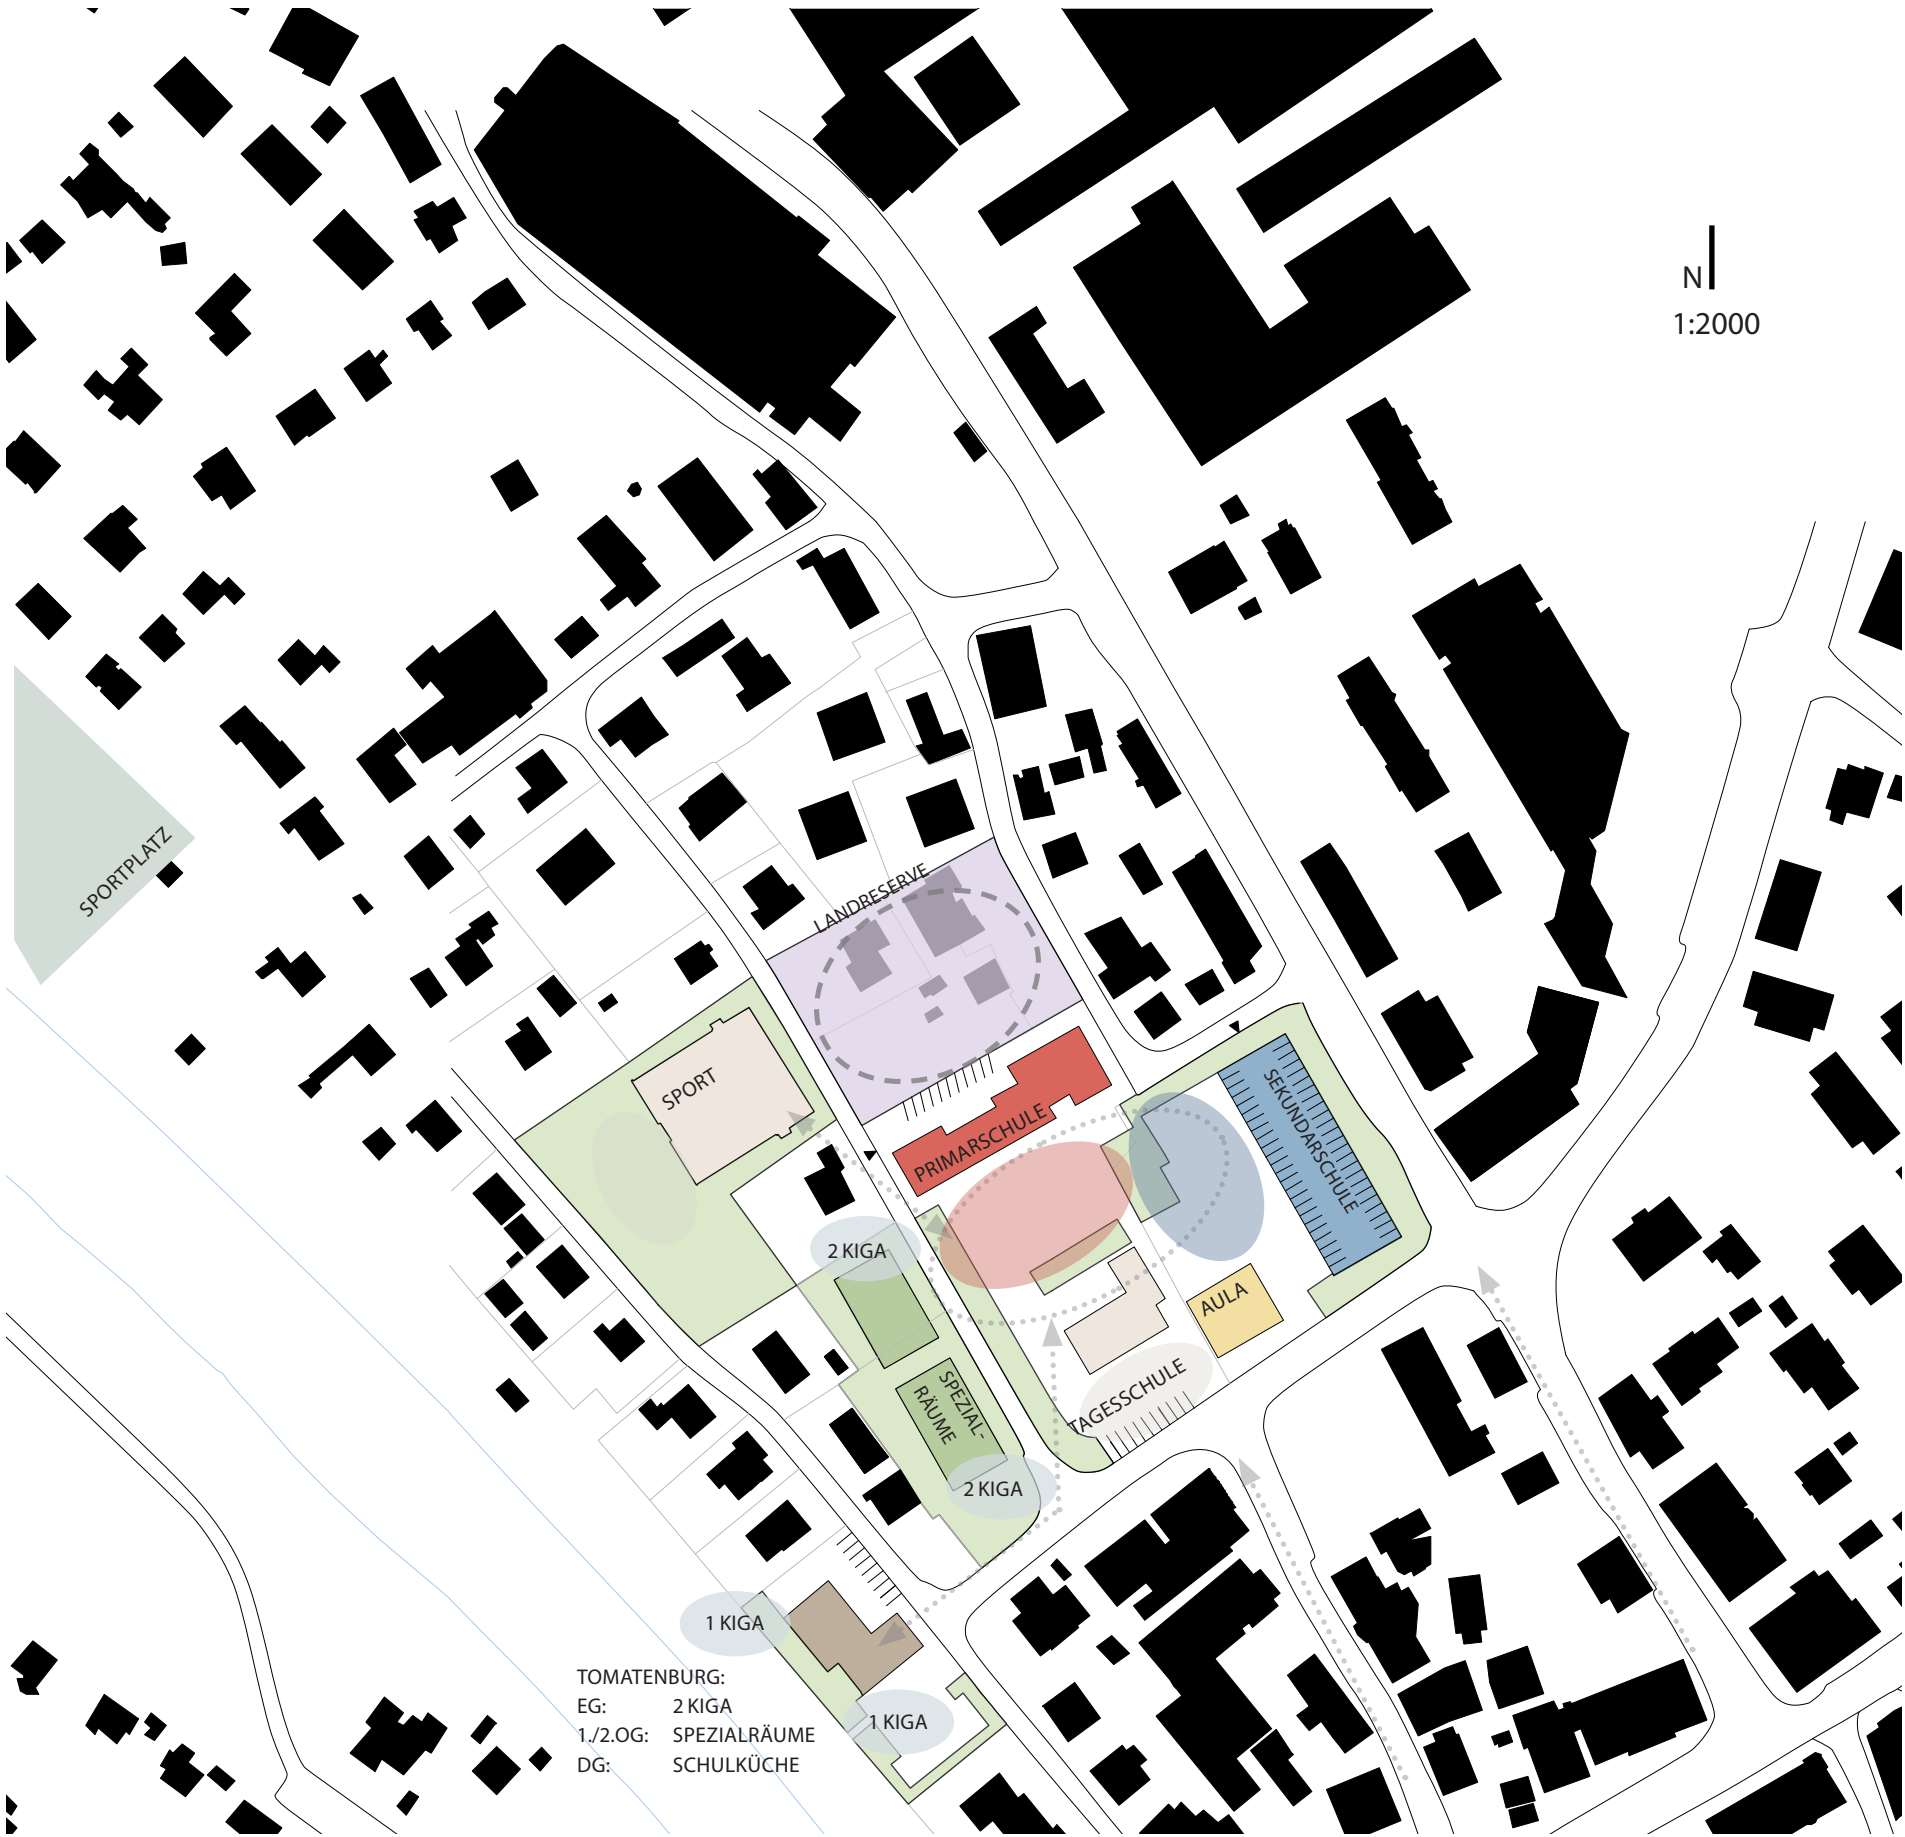 N
1:2000
SPORTPLATZ
LANDRESERVE
SPORT
PRIMARSCHULE
SEKUNDARSCHULE
2 KIGA
AULA
TAGESSCHULE
SPEZIAL-
RÄUME
2 KIGA
1 KIGA
TOMATENBURG:
EG: 2 KIGA
1./2.OG: SPEZIALRÄUME
DG: SCHULKÜCHE
1 KIGA